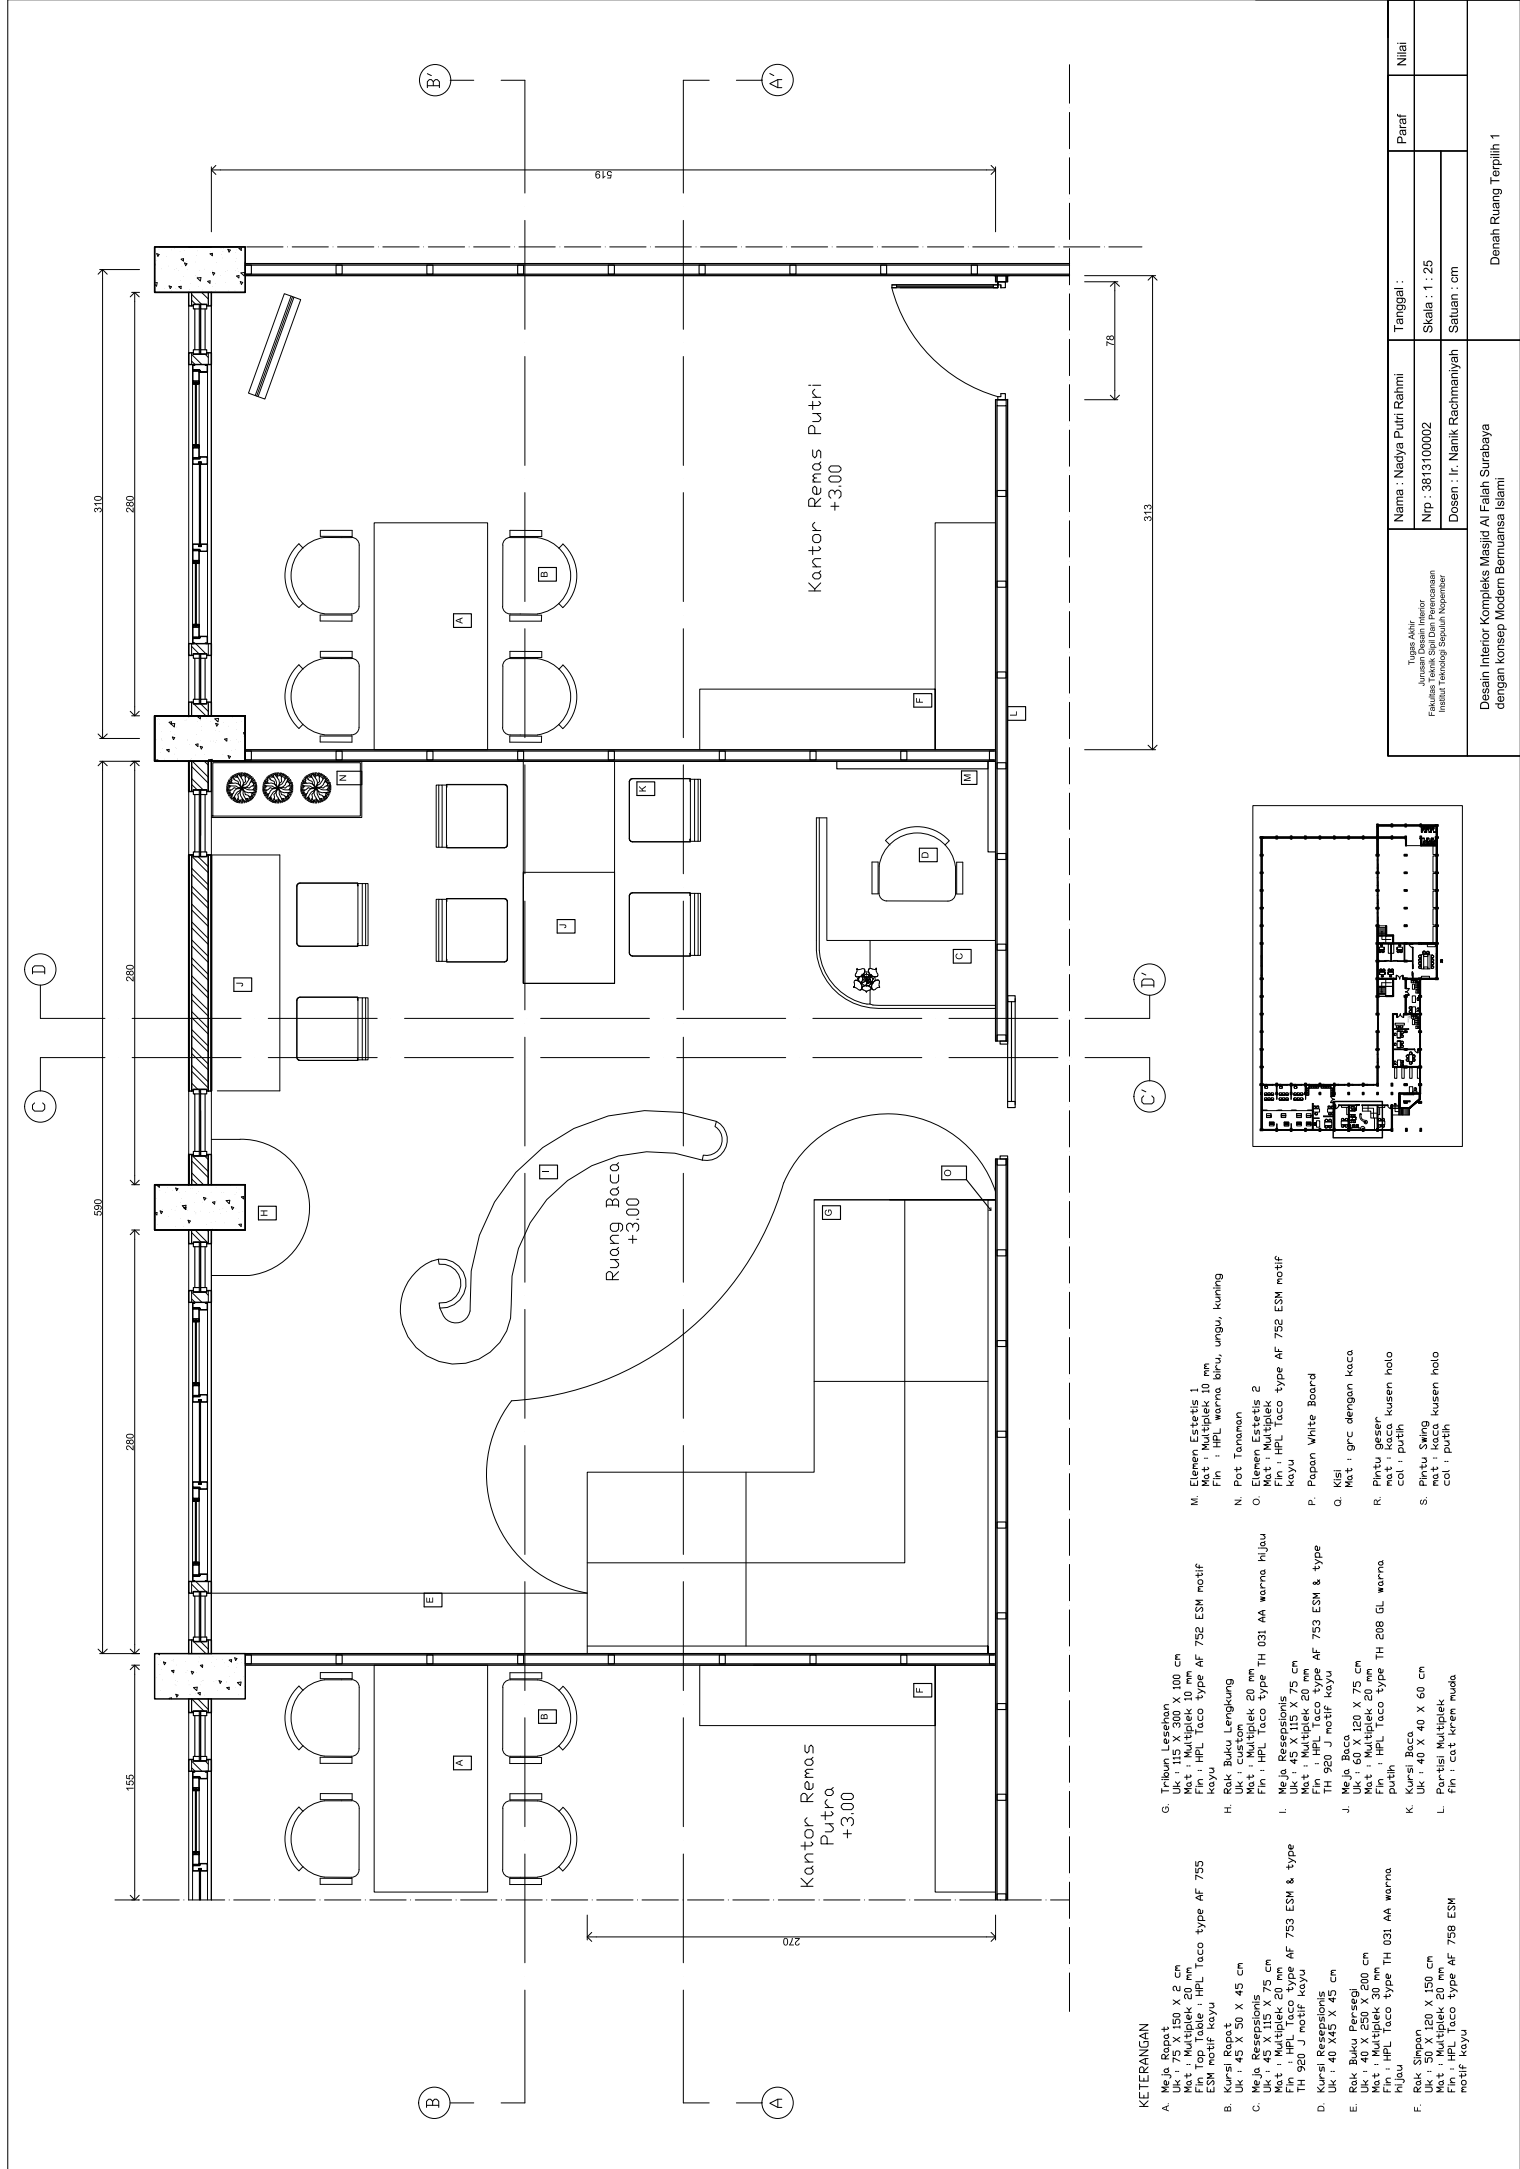 B'
A'
519
310
280
280
590
280
155
78
313
270
D
C
D'
C'
B
A
Kantor Remas Putri
+3.00
Ruang Baca
+3.00
Kantor Remas
Putra
+3.00
A
B
F
L
N
K
M
J
J
D
C
H
I
O
G
E
A
B
F
KETERANGAN
A. Meja Rapat
Uk : 75 X 150 X 2 cm
Mat : Multiplek 20 mm
Fin Top Table : HPL Taco type AF 755
ESM motif kayu
B. Kursi Rapat
Uk : 45 X 50 X 45 cm
C. Meja Resepsionis
Uk : 45 X 115 X 75 cm
Mat : Multiplek 20 mm
Fin : HPL Taco type AF 753 ESM & type
TH 920 J motif kayu
D. Kursi Resepsionis
Uk : 40 X45 X 45 cm
E. Rak Buku Persegi
Uk : 40 X 250 X 200 cm
Mat : Multiplek 30 mm
Fin : HPL Taco type TH 031 AA warna
hijau
F. Rak Simpan
Uk : 50 X 120 X 150 cm
Mat : Multiplek 20 mm
Fin : HPL Taco type AF 758 ESM
motif kayu
G. Tribun Lesehan
Uk : 115 X 300 X 100 cm
Mat : Multiplek 10 mm
Fin : HPL Taco type AF 752 ESM motif
kayu
H. Rak Buku Lengkung
Uk : custom
Mat : Multiplek 20 mm
Fin : HPL Taco type TH 031 AA warna hijau
I. Meja Resepsionis
Uk : 45 X 115 X 75 cm
Mat : Multiplek 20 mm
Fin : HPL Taco type AF 753 ESM & type
TH 920 J motif kayu
J. Meja Baca
Uk : 60 X 120 X 75 cm
Mat : Multiplek 20 mm
Fin : HPL Taco type TH 208 GL warna
putih
K. Kursi Baca
Uk : 40 X 40 X 60 cm
L. Partisi Multiplek
fin : cat krem muda
M. Elemen Estetis 1
Mat : Multiplek 10 mm
Fin : HPL warna biru, ungu, kuning
N. Pot Tanaman
O. Elemen Estetis 2
Mat : Multiplek
Fin : HPL Taco type AF 752 ESM motif
kayu
P. Papan White Board
Q. Kisi
Mat : grc dengan kaca
R. Pintu geser
mat : kaca kusen holo
col : putih
S. Pintu Swing
mat : kaca kusen holo
col : putih
Tugas Akhir
Jurusan Desain Interior
Fakultas Teknik Sipil Dan Perencanaan
Institut Teknologi Sepuluh Nopember
Nama : Nadya Putri Rahmi
Nrp : 3813100002
Dosen : Ir. Nanik Rachmaniyah
Tanggal :
Skala : 1 : 25
Satuan : cm
Paraf
Nilai
Desain Interior Kompleks Masjid Al Falah Surabaya
dengan konsep Modern Bernuansa Islami
Denah Ruang Terpilih 1